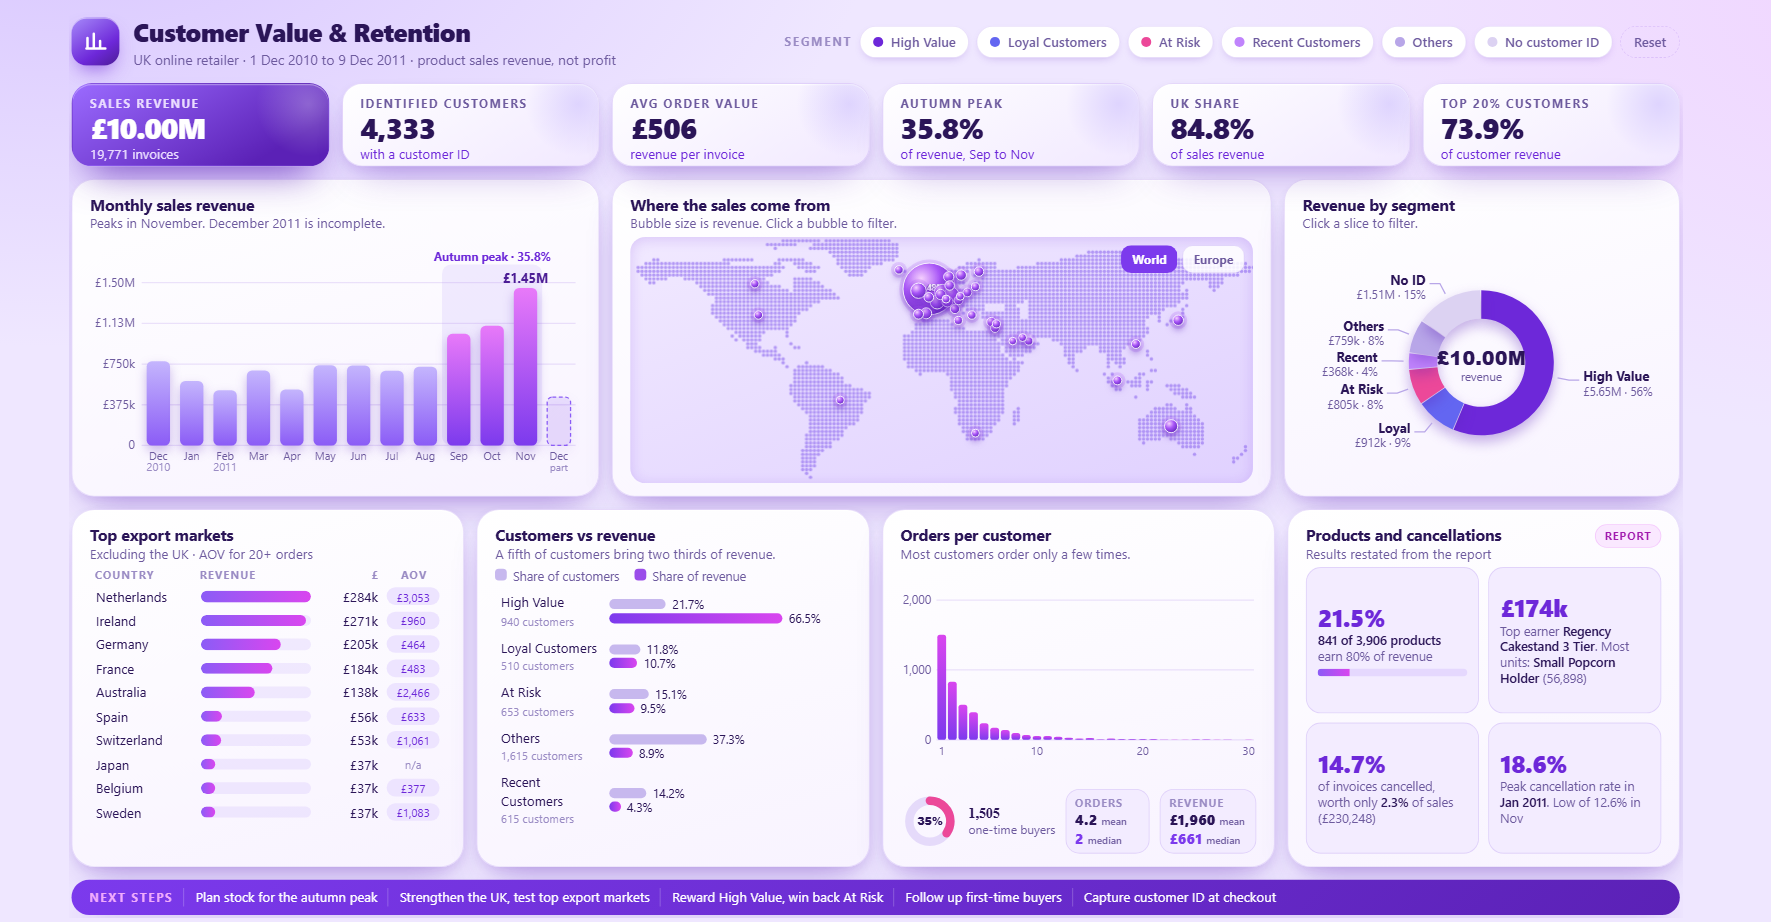 Customer Value & Retention
UK online retailer · 1 Dec 2010 to 9 Dec 2011 · product sales revenue, not profit
SEGMENT
High Value
Loyal Customers
At Risk
Recent Customers
Others
No customer ID
Reset
SALES REVENUE
£10.00M
19,771 invoices
IDENTIFIED CUSTOMERS
4,333
with a customer ID
AVG ORDER VALUE
£506
revenue per invoice
AUTUMN PEAK
35.8%
of revenue, Sep to Nov
UK SHARE
84.8%
of sales revenue
TOP 20% CUSTOMERS
73.9%
of customer revenue
Monthly sales revenue
Peaks in November. December 2011 is incomplete.
Autumn peak · 35.8%
£1.45M
£1.50M
£1.13M
£750k
£375k
0
Dec Jan Feb Mar Apr May Jun Jul Aug Sep Oct Nov Dec
2010 2011 part
Where the sales come from
Bubble size is revenue. Click a bubble to filter.
World
Europe
Revenue by segment
Click a slice to filter.
No ID
£1.51M · 15%
Others
£759k · 8%
Recent
£368k · 4%
At Risk
£805k · 8%
Loyal
£912k · 9%
£10.00M
revenue
High Value
£5.65M · 56%
Top export markets
Excluding the UK · AOV for 20+ orders
COUNTRY REVENUE £ AOV
Netherlands £284k £3,053
Ireland £271k £960
Germany £205k £464
France £184k £483
Australia £138k £2,466
Spain £56k £633
Switzerland £53k £1,061
Japan £37k n/a
Belgium £37k £377
Sweden £37k £1,083
Customers vs revenue
A fifth of customers bring two thirds of revenue.
Share of customers Share of revenue
High Value 21.7%
940 customers 66.5%
Loyal Customers 11.8%
510 customers 10.7%
At Risk 15.1%
653 customers 9.5%
Others 37.3%
1,615 customers 8.9%
Recent
Customers 14.2%
615 customers 4.3%
Orders per customer
Most customers order only a few times.
2,000
1,000
0
1 10 20 30
35%
1,505
one-time buyers
ORDERS
4.2 mean
2 median
REVENUE
£1,960 mean
£661 median
Products and cancellations
REPORT
Results restated from the report
21.5%
841 of 3,906 products
earn 80% of revenue
£174k
Top earner Regency
Cakestand 3 Tier. Most
units: Small Popcorn
Holder (56,898)
14.7%
of invoices cancelled,
worth only 2.3% of sales
(£230,248)
18.6%
Peak cancellation rate in
Jan 2011. Low of 12.6% in
Nov
NEXT STEPS
Plan stock for the autumn peak
Strengthen the UK, test top export markets
Reward High Value, win back At Risk
Follow up first-time buyers
Capture customer ID at checkout